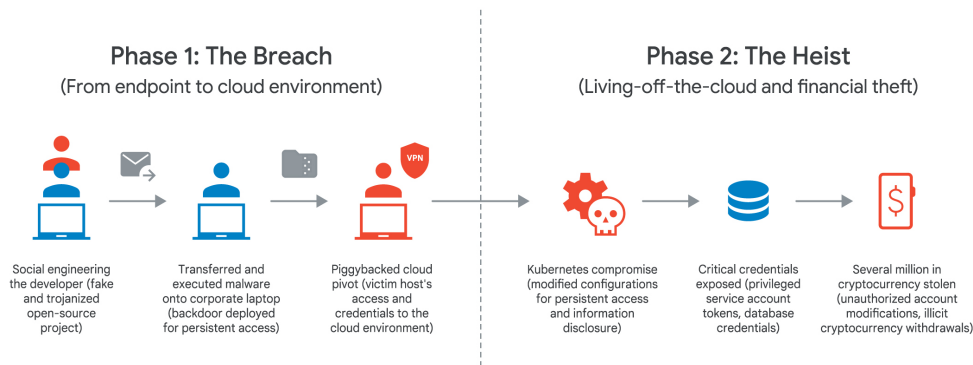 Phase 1: The Breach
(From endpoint to cloud environment)
Phase 2: The Heist
(Living-off-the-cloud and financial theft)
VPN
$
Social engineering
the developer (fake
and trojanized
open-source
project)
Transferred and
executed malware
onto corporate laptop
(backdoor deployed
for persistent access)
Piggybacked cloud
pivot (victim host's
access and
credentials to the
cloud environment)
Kubernetes compromise
(modified configurations
for persistent access
and information
disclosure)
Critical credentials
exposed (privileged
service account
tokens, database
credentials)
Several million in
cryptocurrency stolen
(unauthorized account
modifications, illicit
cryptocurrency withdrawals)